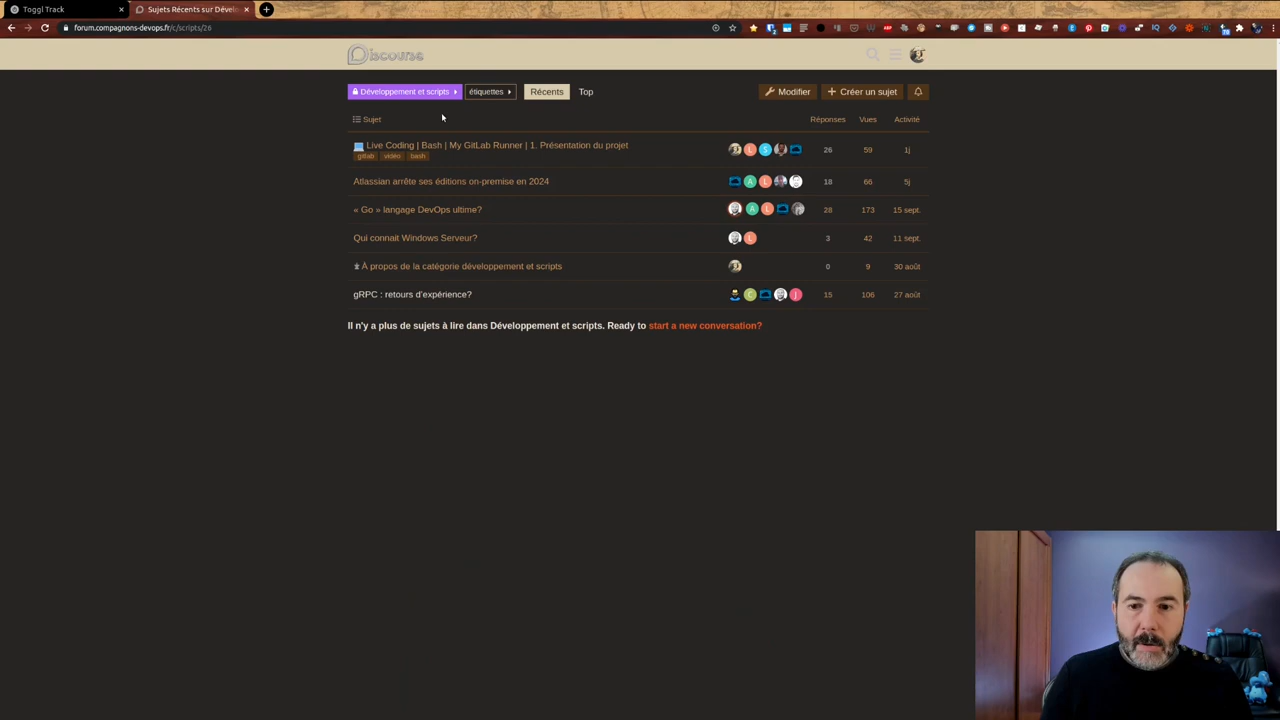 Toggl Track
Sujets Récents sur Dévelo
forum.compagnons-devops.fr/c/scripts/26
Discourse
Développement et scripts
étiquettes
Récents
Top
Modifier
Créer un sujet
Sujet
Réponses
Vues
Activité
Live Coding | Bash | My GitLab Runner | 1. Présentation du projet
26
59
1j
gitlab
vidéo
bash
Atlassian arrête ses éditions on-premise en 2024
A
L
18
66
5j
« Go » langage DevOps ultime?
A
L
28
173
15 sept.
Qui connait Windows Serveur?
L
3
42
11 sept.
À propos de la catégorie développement et scripts
0
9
30 août
gRPC : retours d'expérience?
C
J
15
106
27 août
Il n'y a plus de sujets à lire dans Développement et scripts. Ready to start a new conversation?